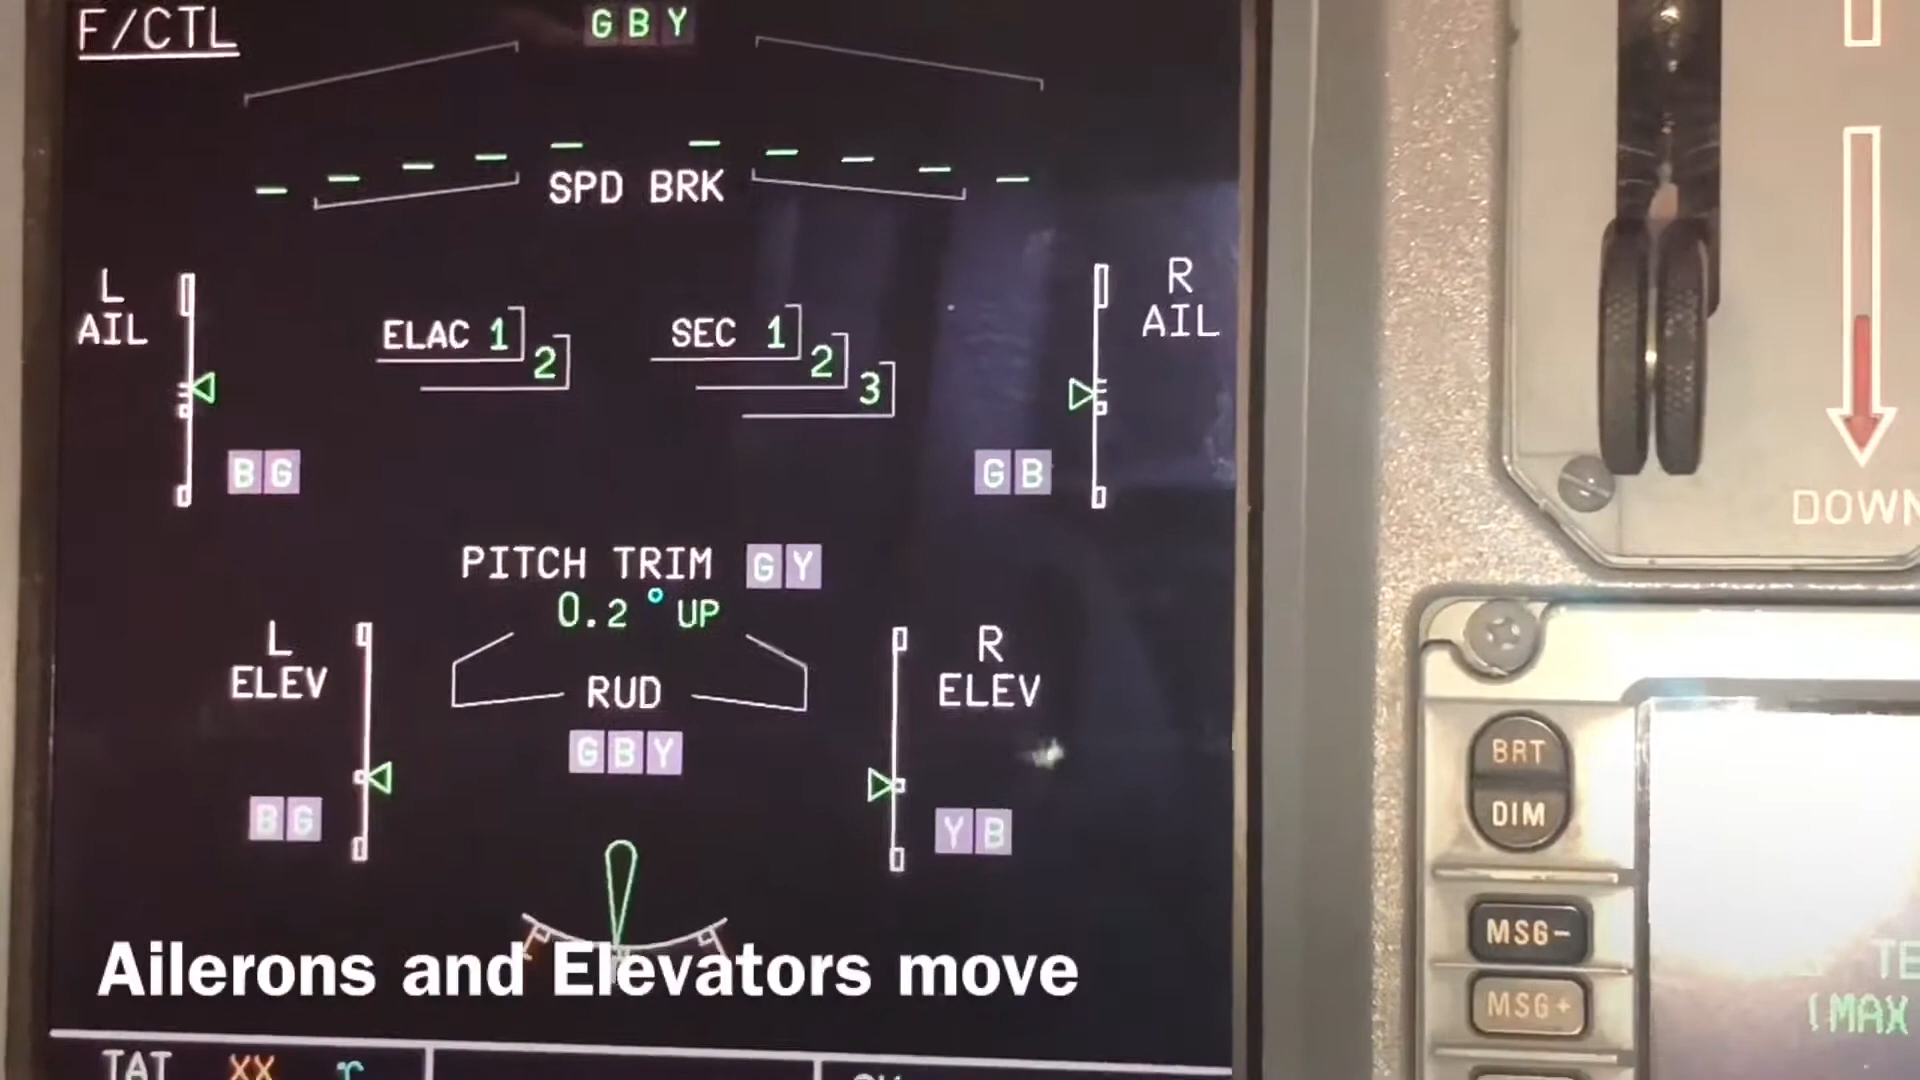 F/CTL
G B Y
SPD BRK
L
AIL
R
AIL
ELAC 1
2
SEC 1
2
3
B G
G B
PITCH TRIM G Y
0.2 ° UP
L
ELEV
R
ELEV
RUD
G B Y
B G
Y B
Ailerons and Elevators move
TAT XX
DOWN
BRT
DIM
MSG-
MSG+
(MAX